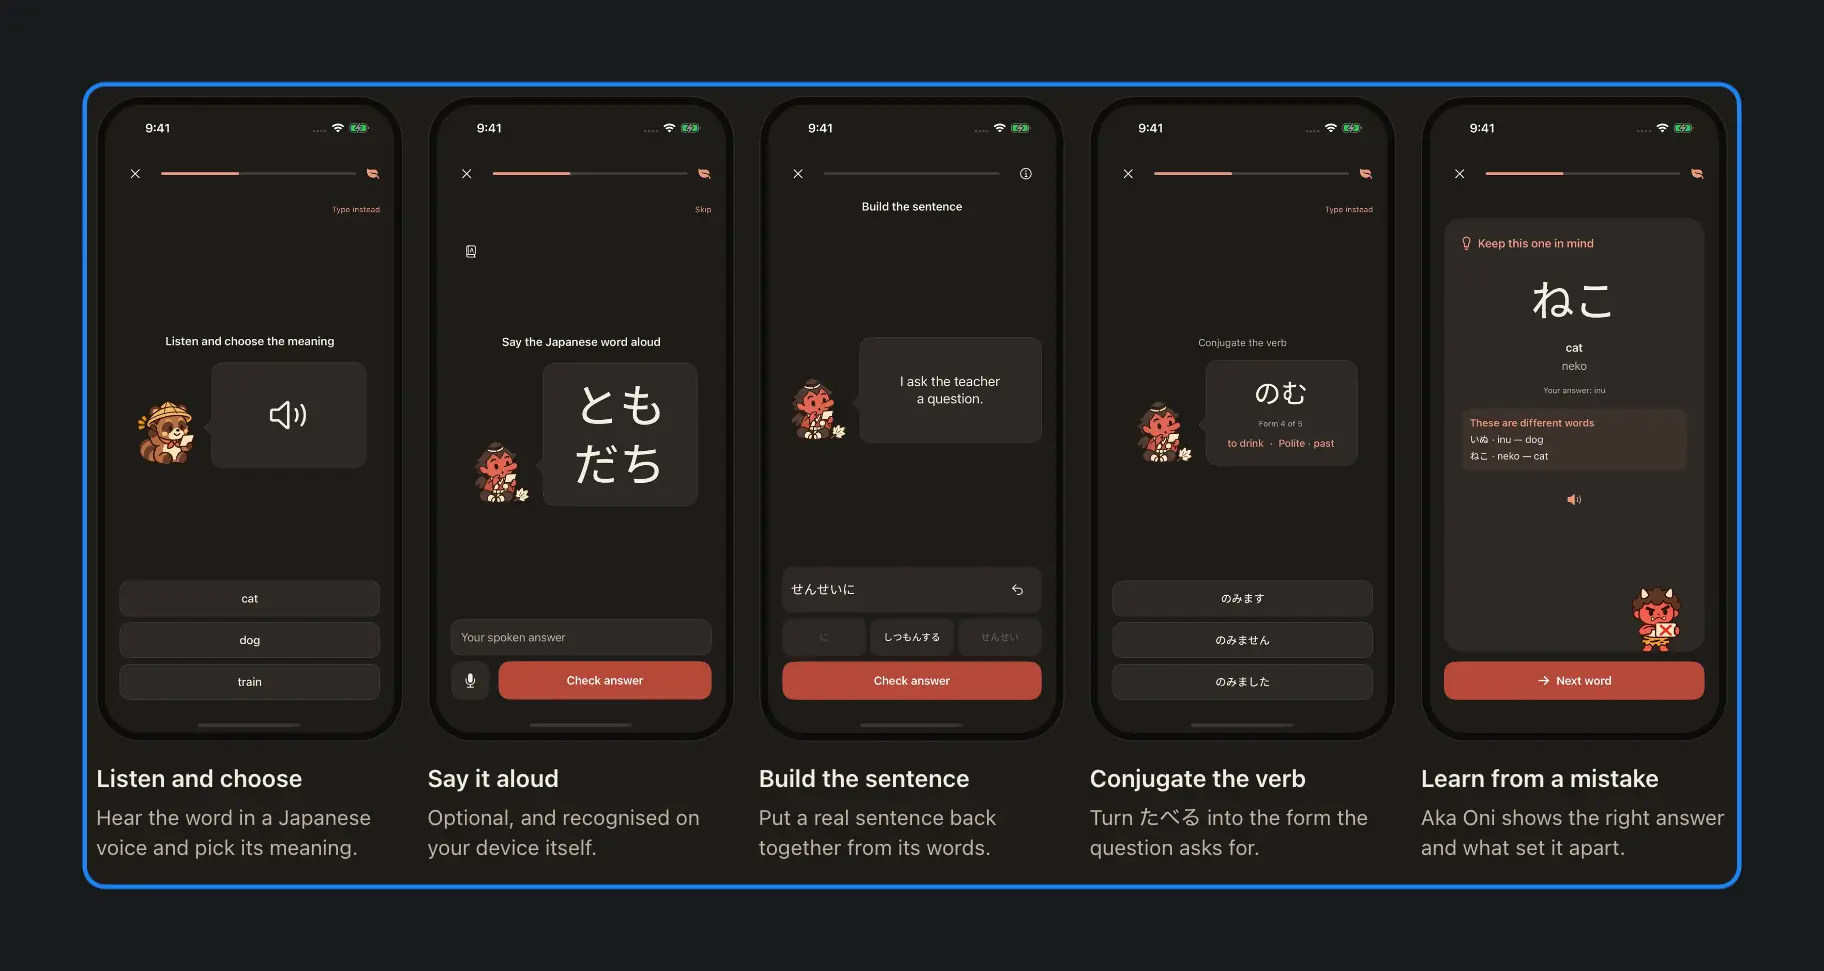 9:41
Type instead
Listen and choose the meaning
cat
dog
train
Listen and choose
Hear the word in a Japanese
voice and pick its meaning.
9:41
Skip
Say the Japanese word aloud
とも
だち
Your spoken answer
Check answer
Say it aloud
Optional, and recognised on
your device itself.
9:41
Build the sentence
I ask the teacher
a question.
せんせいに
に しつもんする せんせい
Check answer
Build the sentence
Put a real sentence back
together from its words.
9:41
Type instead
Conjugate the verb
のむ
Form 4 of 5
to drink · Polite · past
のみます
のみません
のみました
Conjugate the verb
Turn たべる into the form the
question asks for.
9:41
Keep this one in mind
ねこ
cat
neko
Your answer: inu
These are different words
いぬ · inu — dog
ねこ · neko — cat
Next word
Learn from a mistake
Aka Oni shows the right answer
and what set it apart.